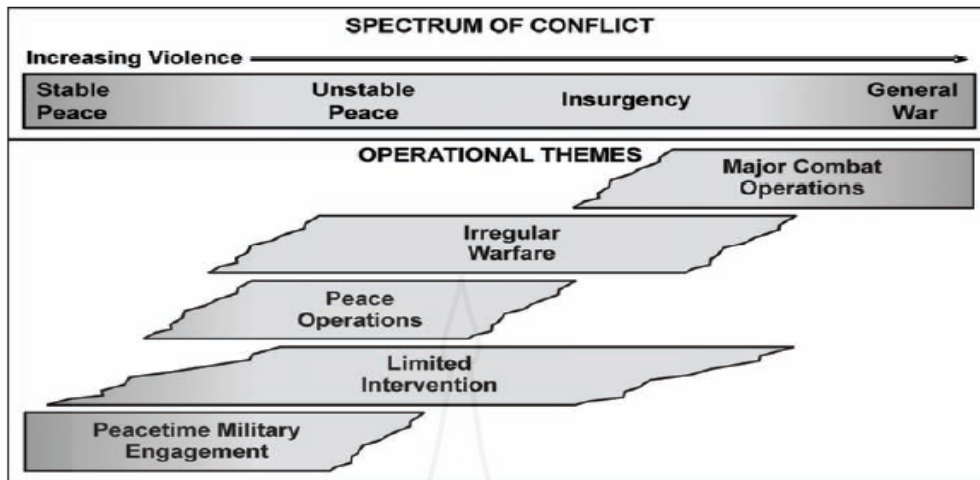 SPECTRUM OF CONFLICT
Increasing Violence
Stable
Peace
Unstable
Peace
Insurgency
General
War
OPERATIONAL THEMES
Major Combat
Operations
Irregular
Warfare
Peace
Operations
Limited
Intervention
Peacetime Military
Engagement